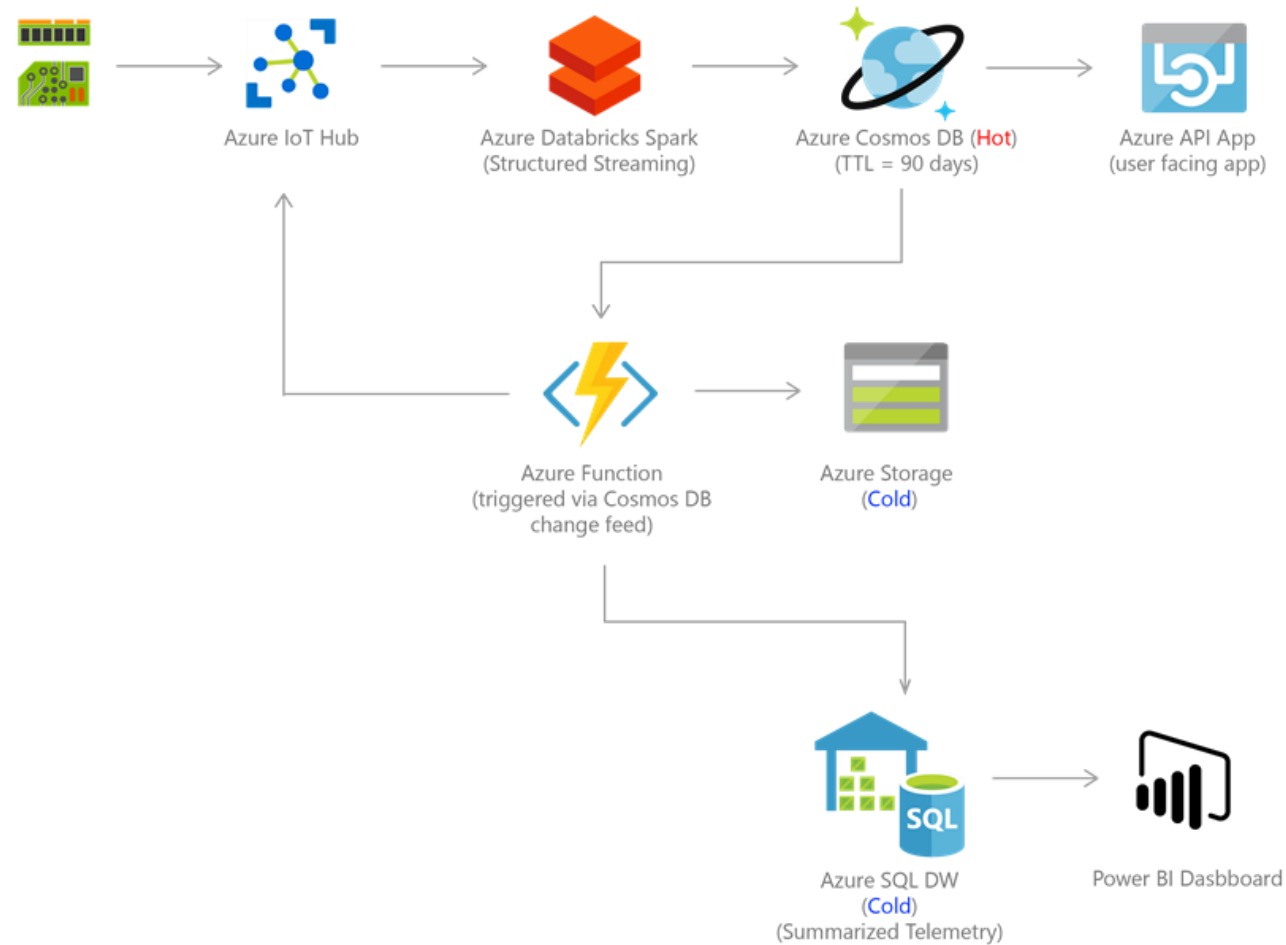 Azure IoT Hub
Azure Databricks Spark
(Structured Streaming)
Azure Cosmos DB (Hot)
(TTL = 90 days)
Azure API App
(user facing app)
Azure Function
(triggered via Cosmos DB
change feed)
Azure Storage
(Cold)
SQL
Azure SQL DW
(Cold)
(Summarized Telemetry)
Power BI Dasbboard